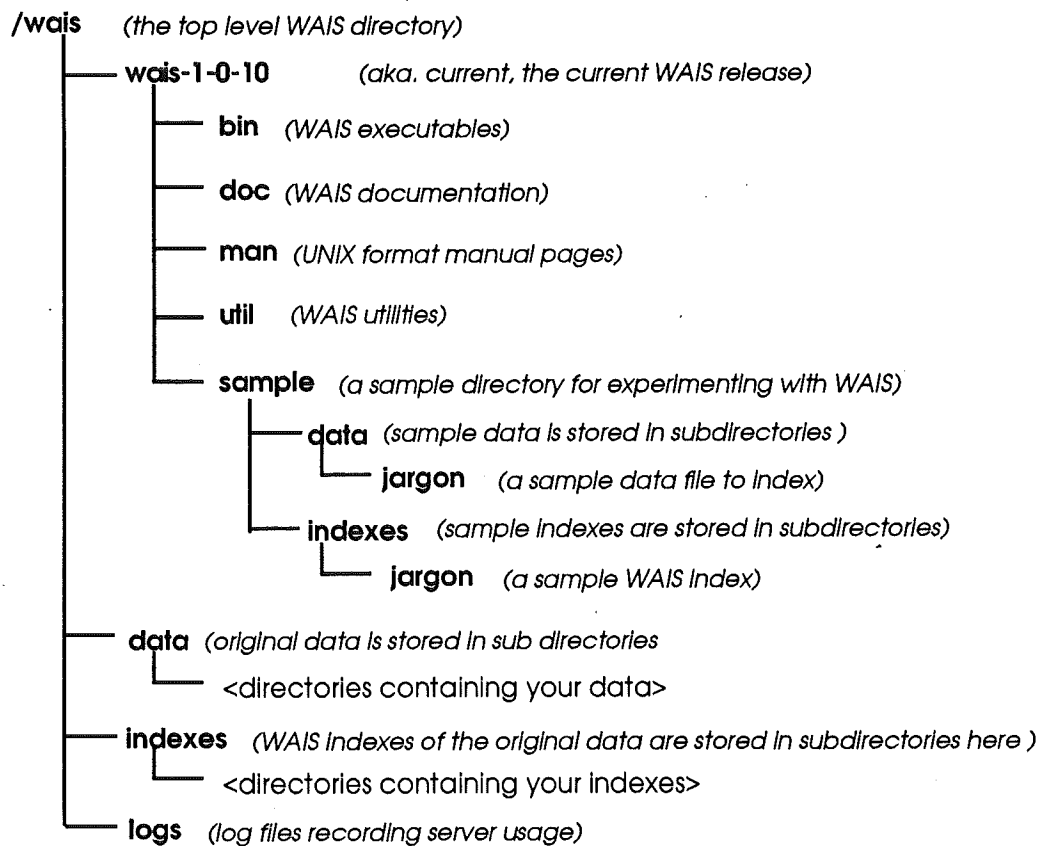 /wais (the top level WAIS directory)
wais-1-0-10 (aka. current, the current WAIS release)
bin (WAIS executables)
doc (WAIS documentation)
man (UNIX format manual pages)
util (WAIS utilities)
sample (a sample directory for experimenting with WAIS)
data (sample data is stored in subdirectories )
jargon (a sample data file to index)
indexes (sample indexes are stored in subdirectories)
jargon (a sample WAIS index)
data (original data is stored in sub directories
<directories containing your data>
indexes (WAIS indexes of the original data are stored in subdirectories here )
<directories containing your indexes>
logs (log files recording server usage)